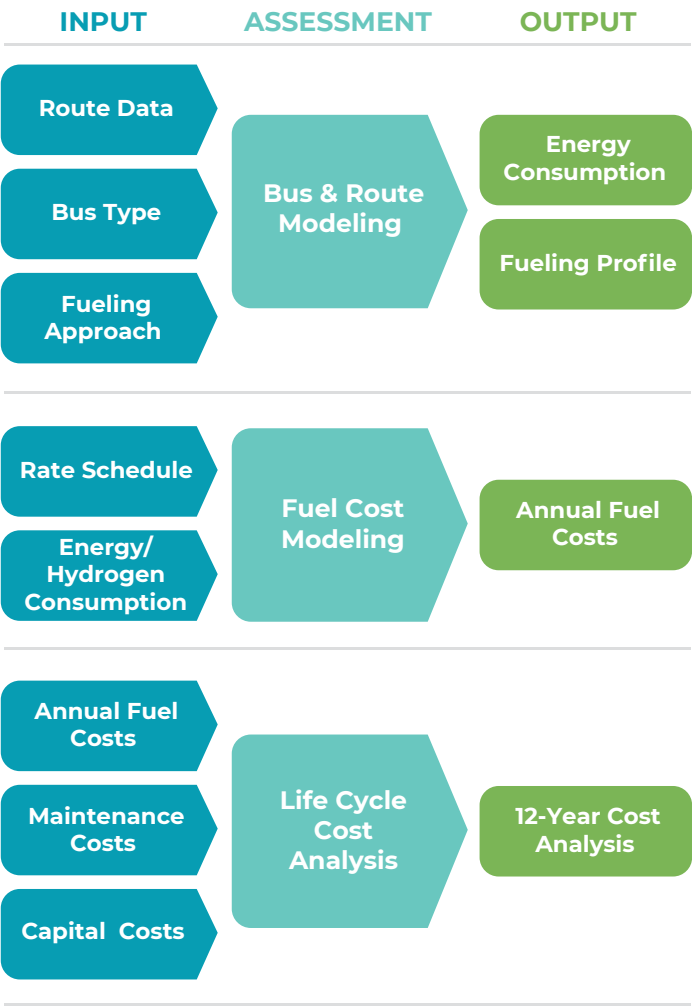 INPUT
ASSESSMENT
OUTPUT
Route Data
Bus Type
Fueling
Approach
Bus & Route
Modeling
Energy
Consumption
Fueling Profile
Rate Schedule
Energy/
Hydrogen
Consumption
Fuel Cost
Modeling
Annual Fuel
Costs
Annual Fuel
Costs
Maintenance
Costs
Capital Costs
Life Cycle
Cost
Analysis
12-Year Cost
Analysis